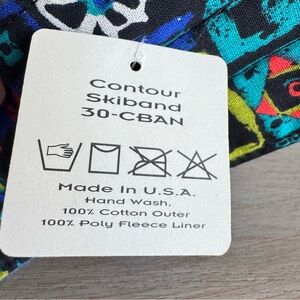 Contour
Skiband
30-CBAN
Made In U.S.A.
Hand Wash.
100% Cotton Outer
100% Poly Fleece Liner